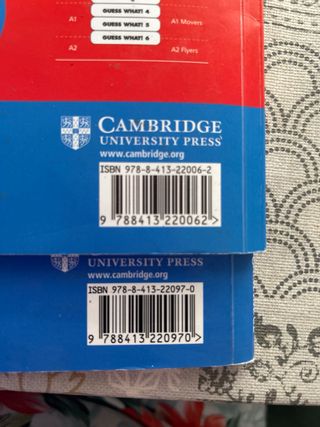 GUESS WHAT! 4
A1
GUESS WHAT! 5
A1 Movers
GUESS WHAT! 6
A2
A2 Flyers
CAMBRIDGE
UNIVERSITY PRESS
www.cambridge.org
ISBN 978-8-413-22006-2
9 788413 220062 >
UNIVERSITY PRESS
www.cambridge.org
ISBN 978-8-413-22097-0
9 788413 220970 >